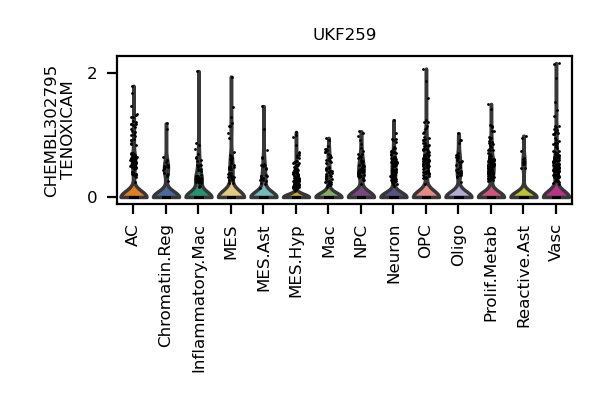 UKF259
CHEMBL302795
TENOXICAM
2
0
AC
Chromatin.Reg
Inflammatory.Mac
MES
MES.Ast
MES.Hyp
Mac
NPC
Neuron
OPC
Oligo
Prolif.Metab
Reactive.Ast
Vasc